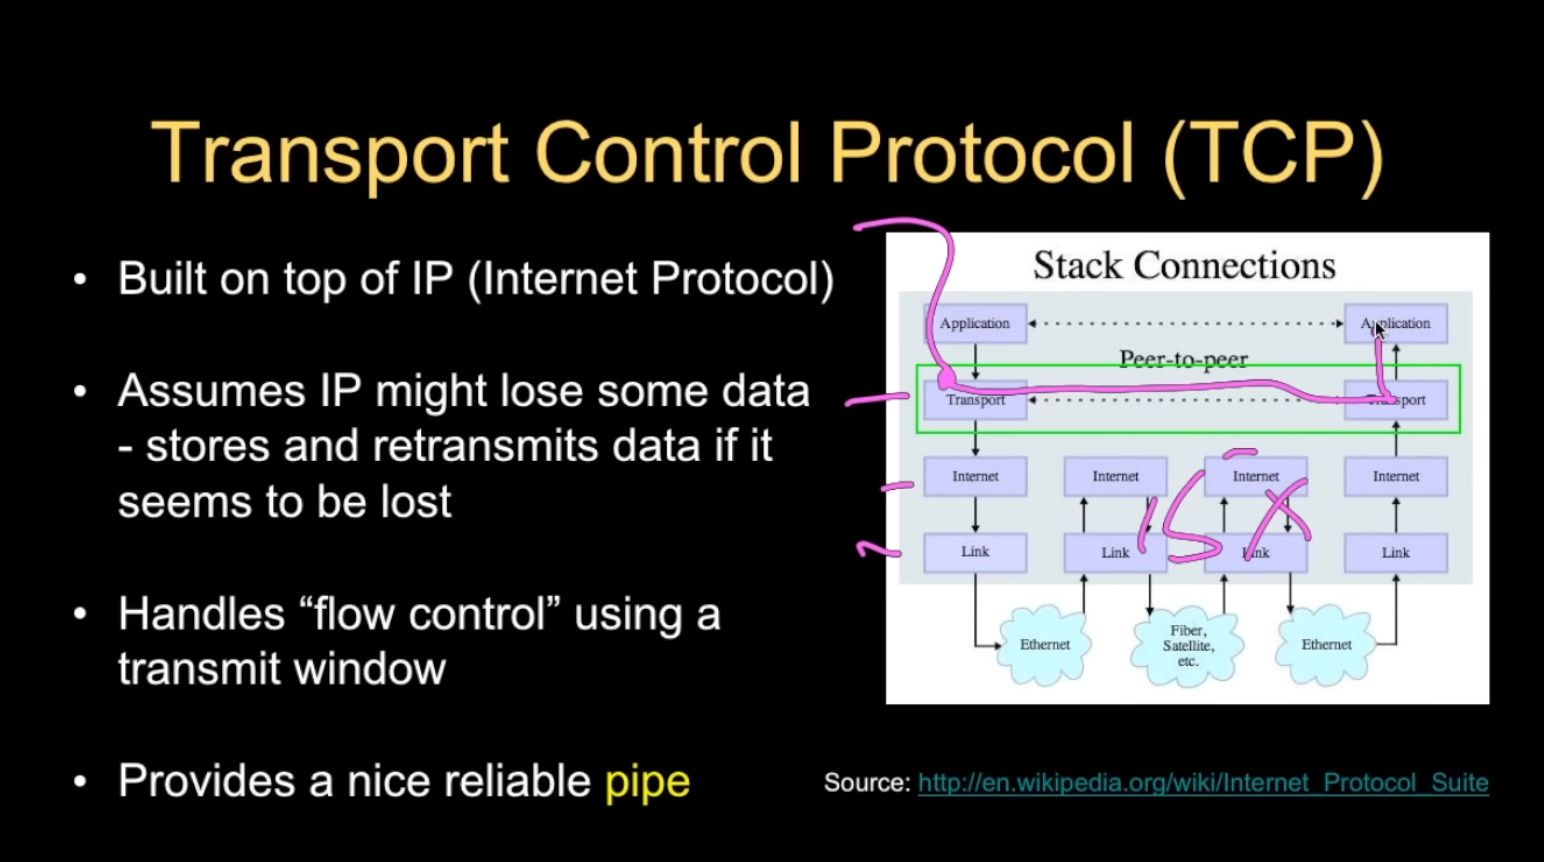 Transport Control Protocol (TCP)
• Built on top of IP (Internet Protocol)
• Assumes IP might lose some data
- stores and retransmits data if it
seems to be lost
• Handles “flow control” using a
transmit window
• Provides a nice reliable pipe
Stack Connections
Application Application
Peer-to-peer
Transport Transport
Internet Internet Internet Internet
Link Link Link Link
Ethernet
Fiber,
Satellite,
etc.
Ethernet
Source: http://en.wikipedia.org/wiki/Internet_Protocol_Suite